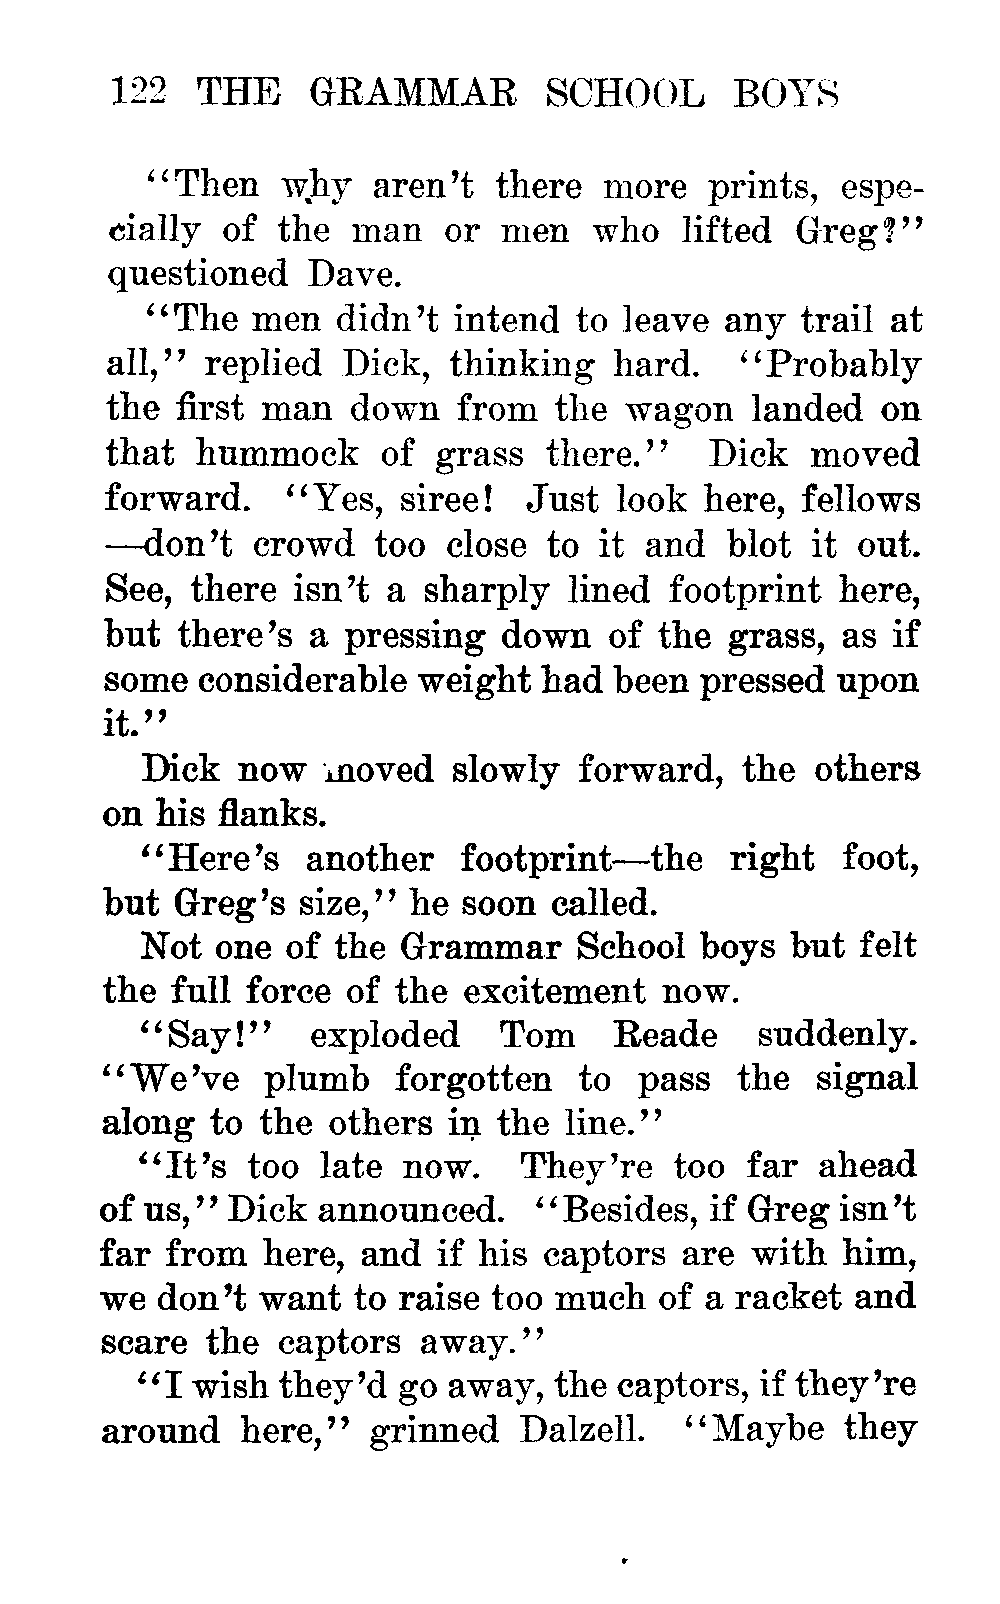 122 THE GRAMMAR SCHOOL BOYS
“Then why aren’t there more prints, espe-
cially of the man or men who lifted Greg?”
questioned Dave.
“The men didn’t intend to leave any trail at
all,” replied Dick, thinking hard. “Probably
the first man down from the wagon landed on
that hummock of grass there.” Dick moved
forward. “Yes, siree! Just look here, fellows
—don’t crowd too close to it and blot it out.
See, there isn’t a sharply lined footprint here,
but there’s a pressing down of the grass, as if
some considerable weight had been pressed upon
it.”
Dick now moved slowly forward, the others
on his flanks.
“Here’s another footprint—the right foot,
but Greg’s size,” he soon called.
Not one of the Grammar School boys but felt
the full force of the excitement now.
“Say!” exploded Tom Reade suddenly.
“We’ve plumb forgotten to pass the signal
along to the others in the line.”
“It’s too late now. They’re too far ahead
of us,” Dick announced. “Besides, if Greg isn’t
far from here, and if his captors are with him,
we don’t want to raise too much of a racket and
scare the captors away.”
“I wish they’d go away, the captors, if they’re
around here,” grinned Dalzell. “Maybe they